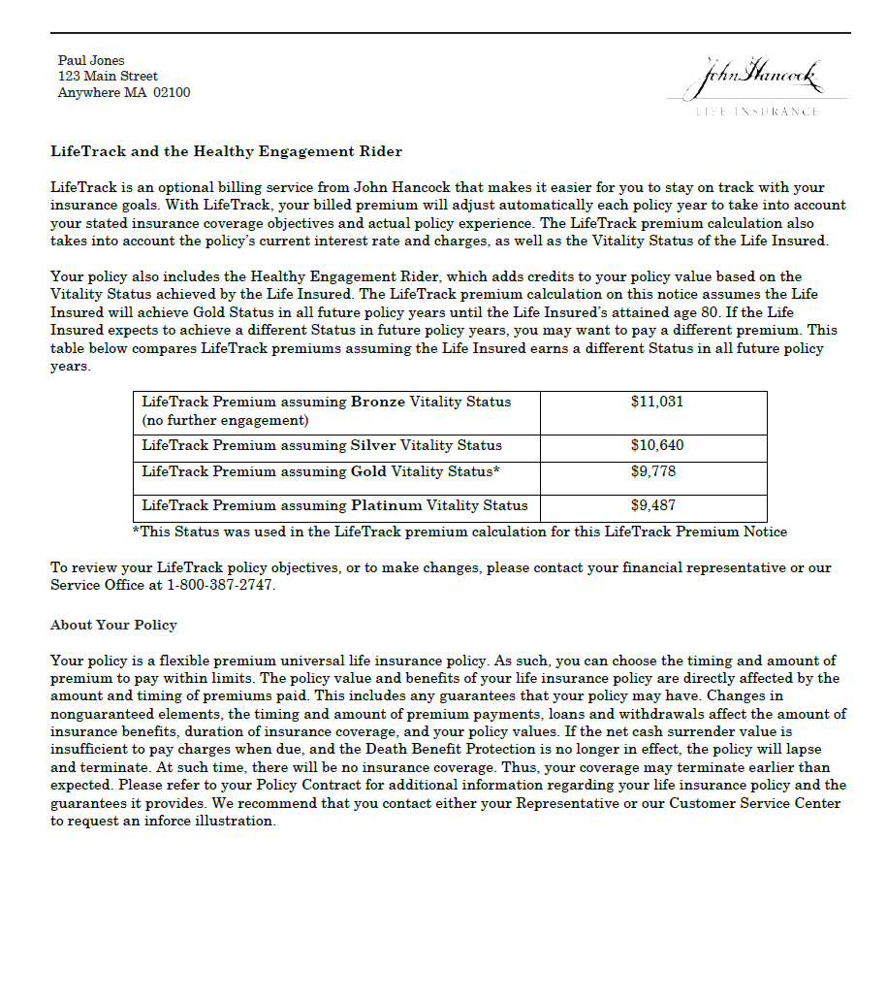 Paul Jones
123 Main Street
Anywhere MA  02100
John Hancock
LIFE INSURANCE
LifeTrack and the Healthy Engagement Rider
LifeTrack is an optional billing service from John Hancock that makes it easier for you to stay on track with your
insurance goals. With LifeTrack, your billed premium will adjust automatically each policy year to take into account
your stated insurance coverage objectives and actual policy experience. The LifeTrack premium calculation also
takes into account the policy's current interest rate and charges, as well as the Vitality Status of the Life Insured.
Your policy also includes the Healthy Engagement Rider, which adds credits to your policy value based on the
Vitality Status achieved by the Life Insured. The LifeTrack premium calculation on this notice assumes the Life
Insured will achieve Gold Status in all future policy years until the Life Insured's attained age 80. If the Life
Insured expects to achieve a different Status in future policy years, you may want to pay a different premium. This
table below compares LifeTrack premiums assuming the Life Insured earns a different Status in all future policy
years.
LifeTrack Premium assuming Bronze Vitality Status $11,031
(no further engagement)
LifeTrack Premium assuming Silver Vitality Status $10,640
LifeTrack Premium assuming Gold Vitality Status* $9,778
LifeTrack Premium assuming Platinum Vitality Status $9,487
*This Status was used in the LifeTrack premium calculation for this LifeTrack Premium Notice
To review your LifeTrack policy objectives, or to make changes, please contact your financial representative or our
Service Office at 1-800-387-2747.
About Your Policy
Your policy is a flexible premium universal life insurance policy. As such, you can choose the timing and amount of
premium to pay within limits. The policy value and benefits of your life insurance policy are directly affected by the
amount and timing of premiums paid. This includes any guarantees that your policy may have. Changes in
nonguaranteed elements, the timing and amount of premium payments, loans and withdrawals affect the amount of
insurance benefits, duration of insurance coverage, and your policy values. If the net cash surrender value is
insufficient to pay charges when due, and the Death Benefit Protection is no longer in effect, the policy will lapse
and terminate. At such time, there will be no insurance coverage. Thus, your coverage may terminate earlier than
expected. Please refer to your Policy Contract for additional information regarding your life insurance policy and the
guarantees it provides. We recommend that you contact either your Representative or our Customer Service Center
to request an inforce illustration.